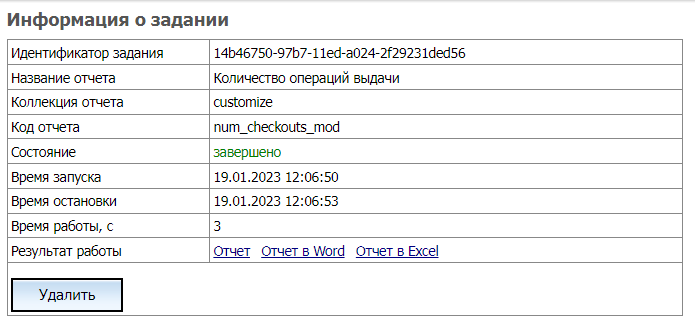 Информация о задании
Идентификатор задания 14b46750-97b7-11ed-a024-2f29231ded56
Название отчета Количество операций выдачи
Коллекция отчета customize
Код отчета num_checkouts_mod
Состояние завершено
Время запуска 19.01.2023 12:06:50
Время остановки 19.01.2023 12:06:53
Время работы, с 3
Результат работы Отчет Отчет в Word Отчет в Excel
Удалить